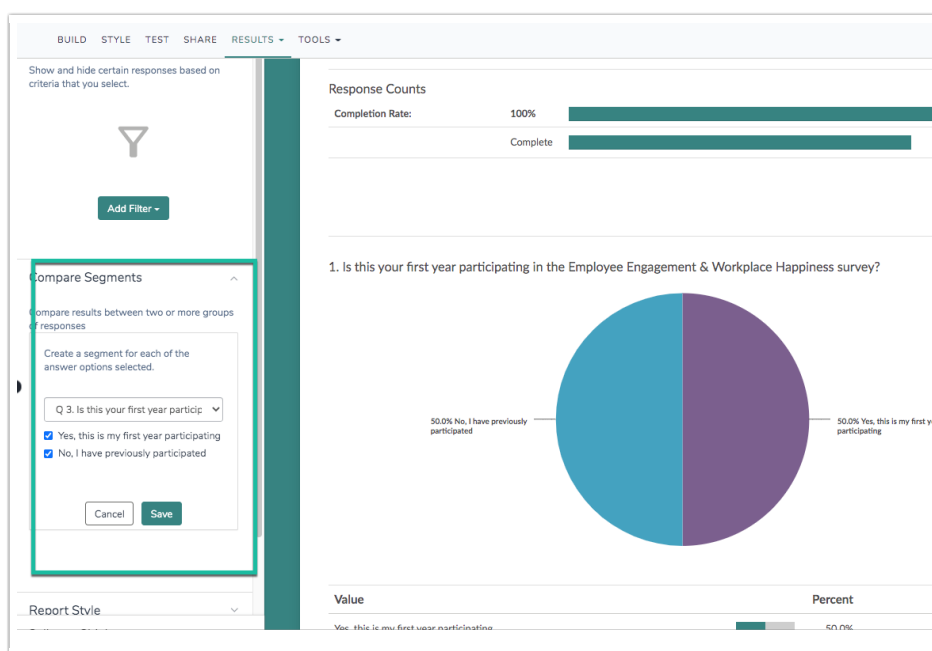 BUILD STYLE TEST SHARE RESULTS TOOLS
Show and hide certain responses based on
criteria that you select.
Add Filter
Compare Segments
Compare results between two or more groups
of responses
Create a segment for each of the
answer options selected.
Q 3. Is this your first year particip
Yes, this is my first year participating
No, I have previously participated
Cancel Save
Report Style
Response Counts
Completion Rate: 100%
Complete
1. Is this your first year participating in the Employee Engagement & Workplace Happiness survey?
50.0% No, I have previously
participated
50.0% Yes, this is my first y
participating
Value Percent
Yes, this is my first year participating 50.0%